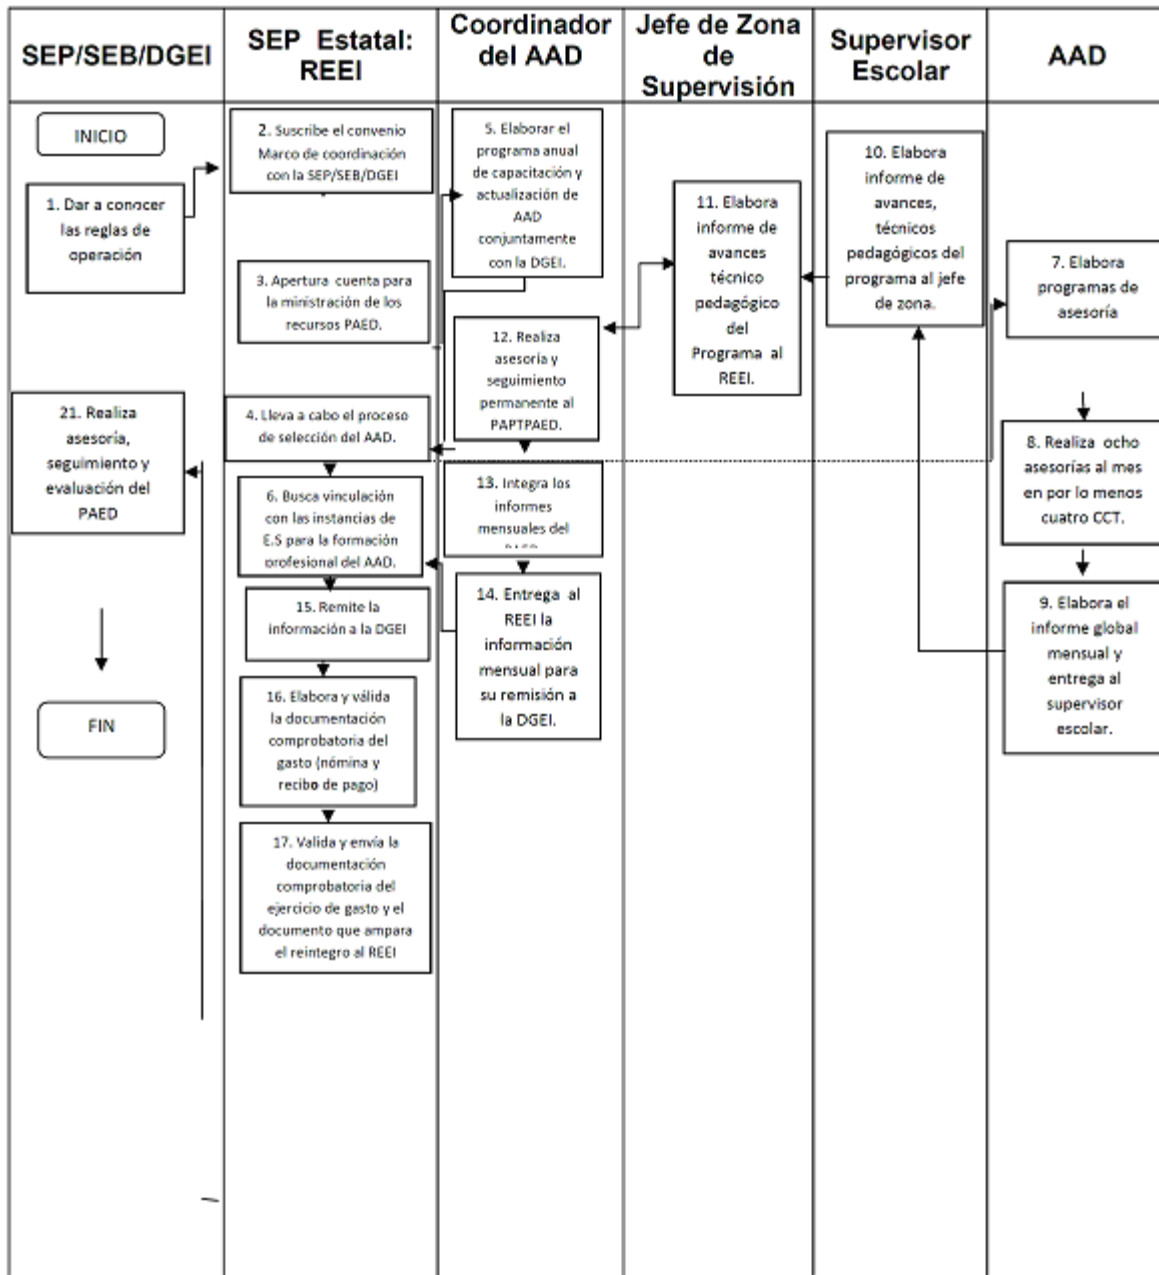 SEP/SEB/DGEI
SEP Estatal:
REEI
Coordinador
del AAD
Jefe de Zona
de
Supervisión
Supervisor
Escolar
AAD
INICIO
1. Dar a conocer
las reglas de
operación
21. Realiza
asesoría,
seguimiento y
evaluación del
PAED
FIN
2. Suscribe el convenio
Marco de coordinación
con la SEP/SEB/DGEI
3. Apertura cuenta para
la ministración de los
recursos PAED.
4. Lleva a cabo el proceso
de selección del AAD.
6. Busca vinculación
con las instancias de
E.S para la formación
profesional del AAD.
15. Remite la
información a la DGEI
16. Elabora y válida
la documentación
comprobatoria del
gasto (nómina y
recibo de pago)
17. Valida y envía la
documentación
comprobatoria del
ejercicio de gasto y el
documento que ampara
el reintegro al REEI
5. Elaborar el
programa anual
de capacitación y
actualización de
AAD
conjuntamente
con la DGEI.
12. Realiza
asesoría y
seguimiento
permanente al
PAPTPAED.
13. Integra los
informes
mensuales del
14. Entrega al
REEI la
información
mensual para
su remisión a
la DGEI.
11. Elabora
informe de
avances
técnico
pedagógico
del
Programa al
REEI.
10. Elabora
informe de
avances,
técnicos
pedagógicos del
programa al jefe
de zona.
7. Elabora
programas de
asesoría
8. Realiza ocho
asesorías al mes
en por lo menos
cuatro CCT.
9. Elabora el
informe global
mensual y
entrega al
supervisor
escolar.